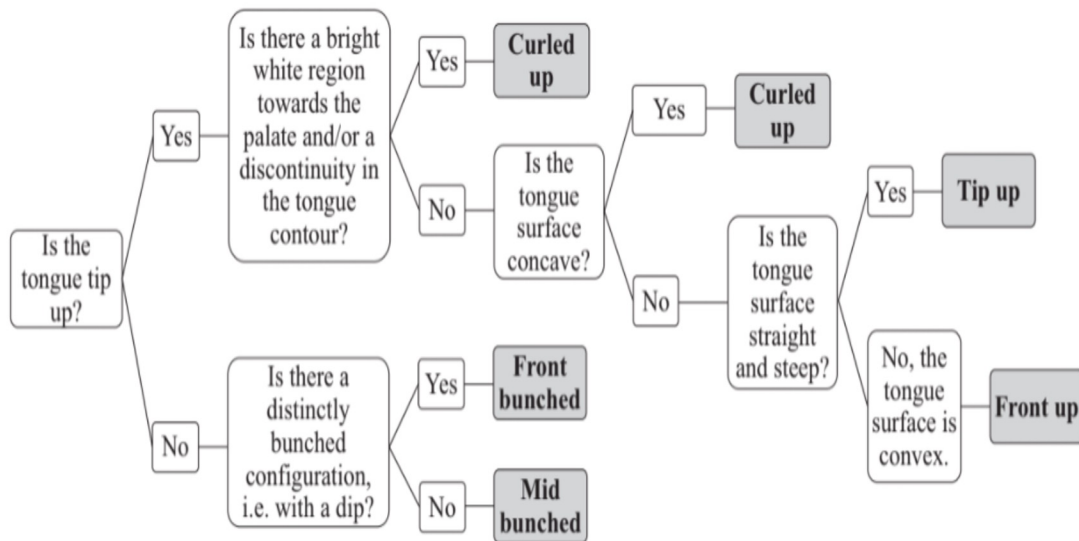 Is the
tongue tip
up?
Yes
Is there a bright
white region
towards the
palate and/or a
discontinuity in
the tongue
contour?
Yes
Curled
up
No
Is the
tongue
surface
concave?
Yes
Curled
up
No
Is the
tongue
surface
straight
and steep?
Yes
Tip up
No, the
tongue
surface is
convex.
Front up
No
Is there a
distinctly
bunched
configuration,
i.e. with a dip?
Yes
Front
bunched
No
Mid
bunched